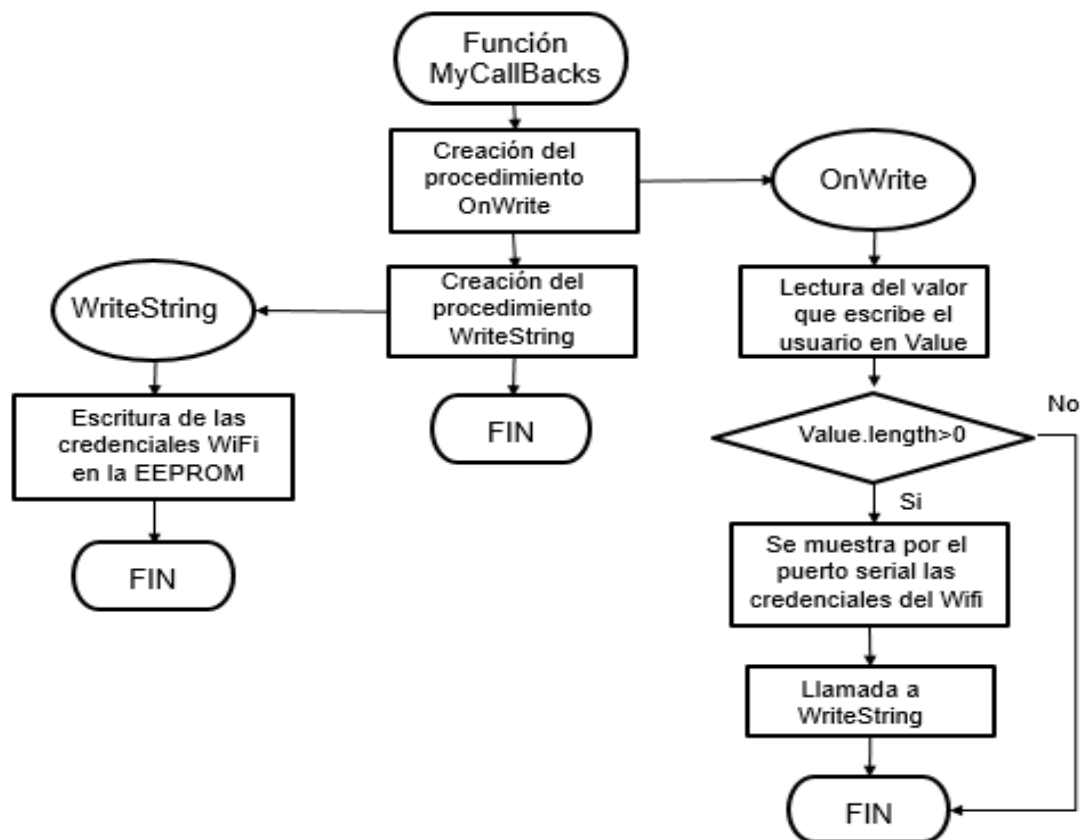 Función
MyCallBacks
Creación del
procedimiento
OnWrite
OnWrite
Creación del
procedimiento
WriteString
WriteString
Lectura del valor
que escribe el
usuario en Value
FIN
Escritura de las
credenciales WiFi
en la EEPROM
FIN
Value.length>0
No
Si
Se muestra por el
puerto serial las
credenciales del Wifi
Llamada a
WriteString
FIN